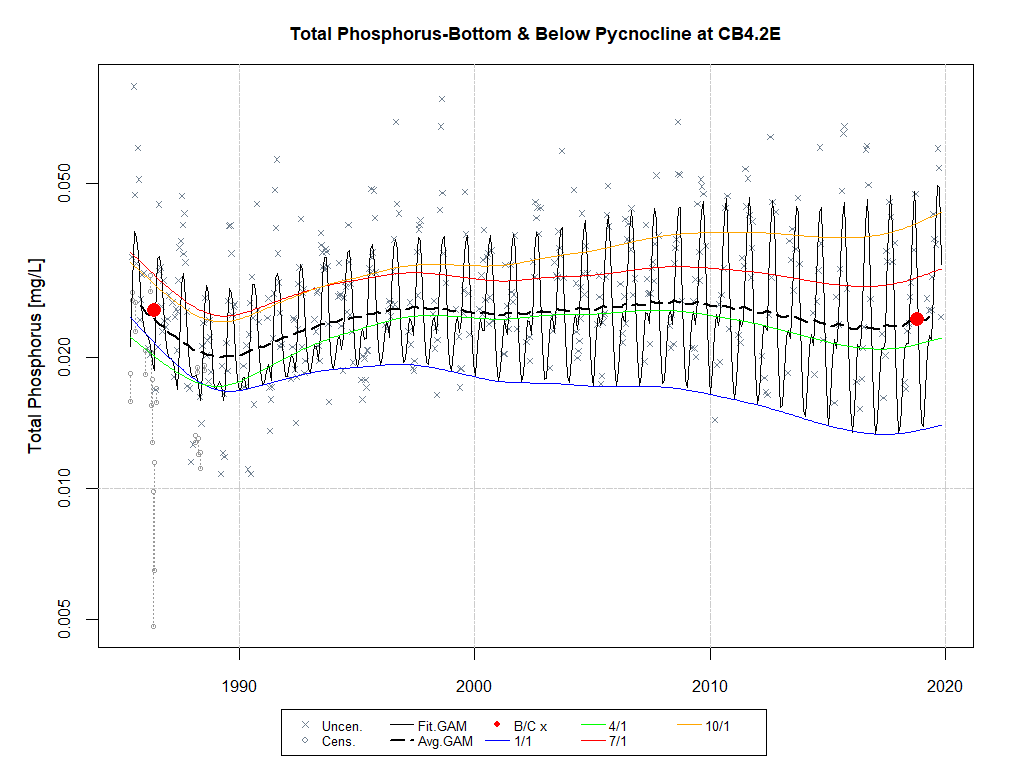 Total Phosphorus-Bottom & Below Pycnocline at CB4.2E
Total Phosphorus [mg/L]
0.050
0.020
0.010
0.005
1990 2000 2010 2020
Uncen. Fit.GAM B/C x 4/1 10/1
Cens. Avg.GAM 1/1 7/1